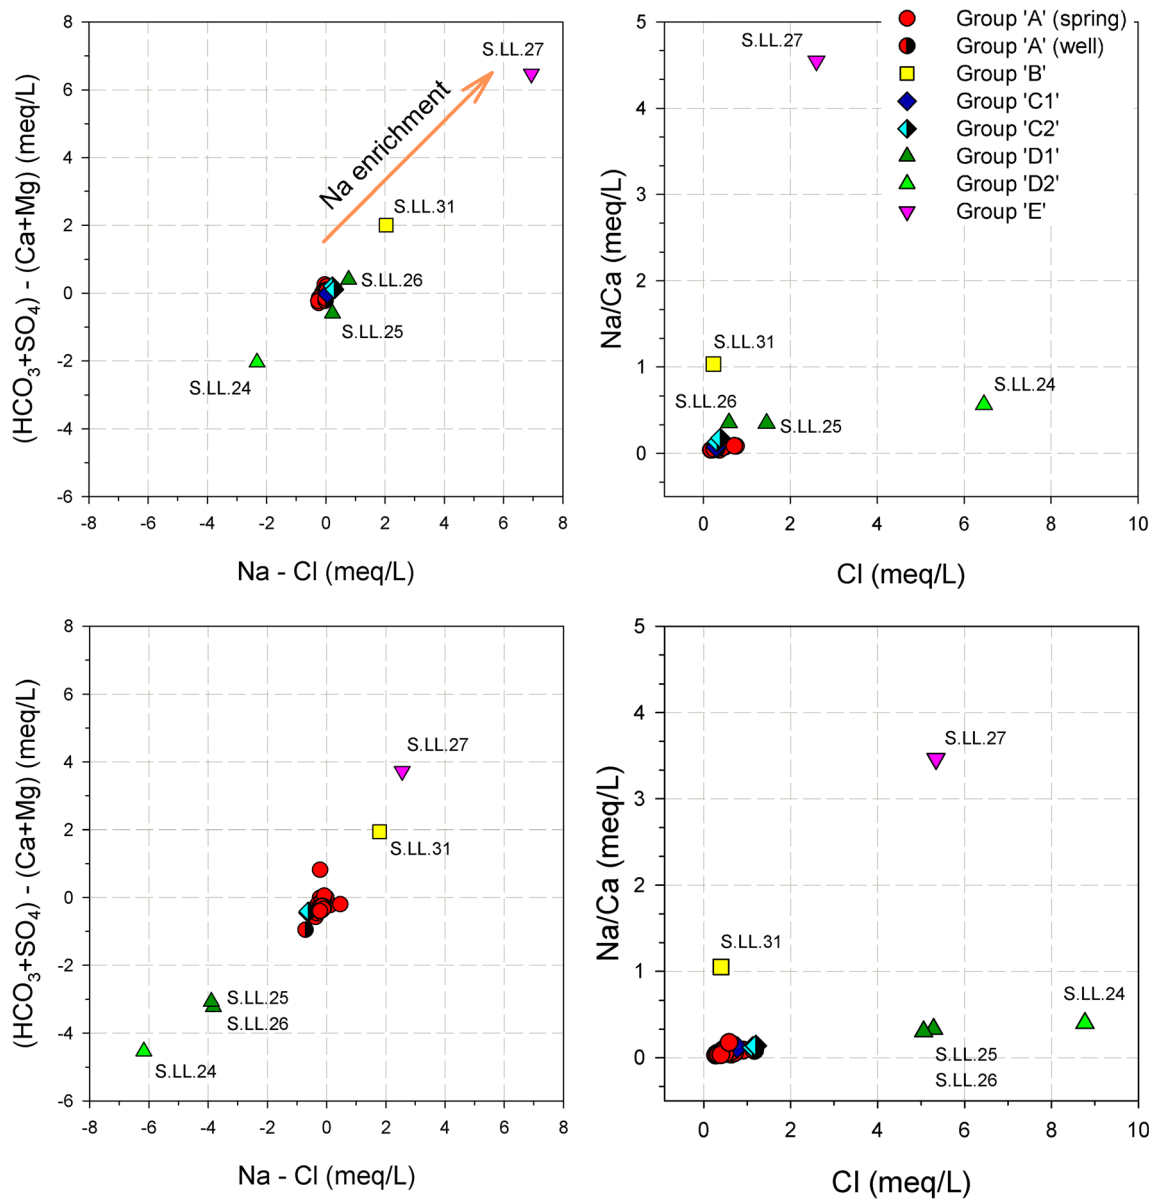 8
6
4
2
0
-2
-4
-6
-8 -6 -4 -2 0 2 4 6 8
(HCO3+SO4) - (Ca+Mg) (meq/L)
Na - Cl (meq/L)
S.LL.27
Na enrichment
S.LL.31
S.LL.26
S.LL.25
S.LL.24
5
4
3
2
1
0
0 2 4 6 8 10
Na/Ca (meq/L)
Cl (meq/L)
S.LL.27
S.LL.31
S.LL.24
S.LL.26
S.LL.25
Group 'A' (spring)
Group 'A' (well)
Group 'B'
Group 'C1'
Group 'C2'
Group 'D1'
Group 'D2'
Group 'E'
8
6
4
2
0
-2
-4
-6
-8 -6 -4 -2 0 2 4 6 8
(HCO3+SO4) - (Ca+Mg) (meq/L)
Na - Cl (meq/L)
S.LL.27
S.LL.31
S.LL.25
S.LL.26
S.LL.24
5
4
3
2
1
0
0 2 4 6 8 10
Na/Ca (meq/L)
Cl (meq/L)
S.LL.27
S.LL.31
S.LL.24
S.LL.25
S.LL.26